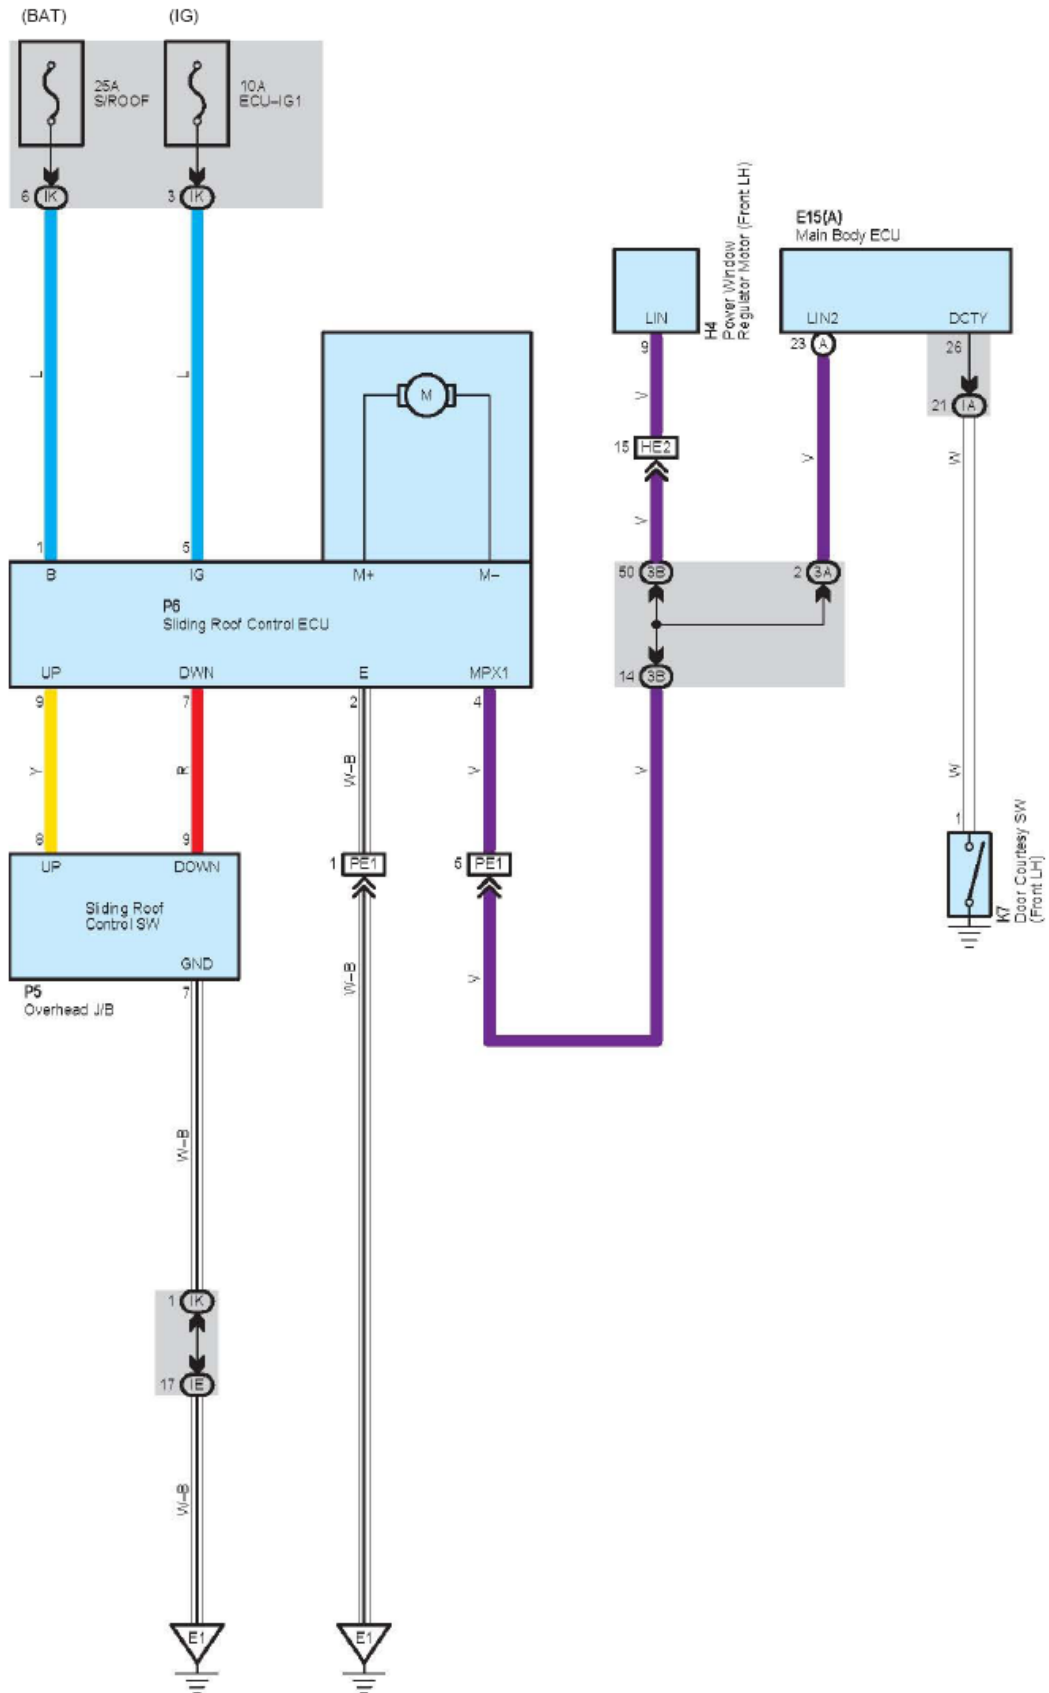 (BAT)
(IG)
25A
S/ROOF
10A
ECU-IG1
6 IK
3 IK
L
L
1
5
B
IG
M
M+
M-
P6
Sliding Roof Control ECU
UP
DWN
E
MPX1
9
7
2
4
Y
R
W-B
V
8
9
UP
DOWN
Sliding Roof
Control SW
GND
P5
Overhead J/B
7
1 PE1
5 PE1
W-B
V
W-B
1 IK
17 IE
W-B
E1
E1
LIN
H4
Power Window
Regulator Motor (Front LH)
9
V
15 HE2
V
50 3B
2 3A
14 3B
V
E15(A)
Main Body ECU
LIN2
DCTY
23 A
26
21 IA
V
W
W
1
K7
Door Courtesy SW
(Front LH)